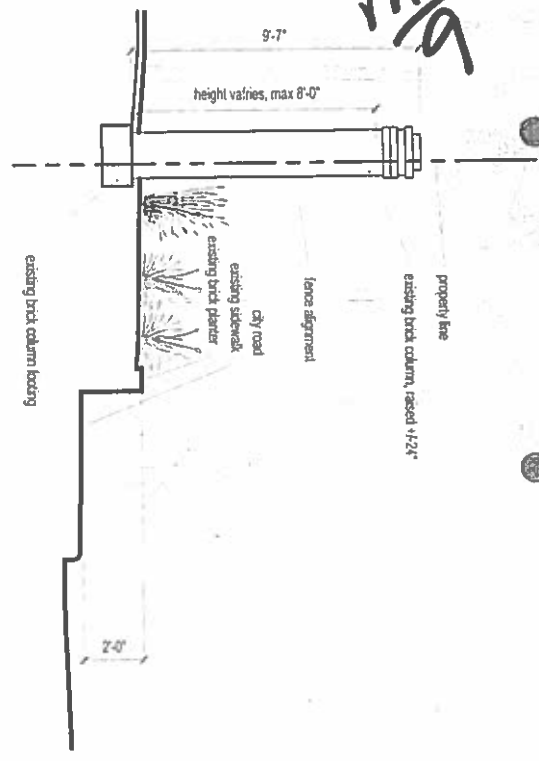 9'-7"
height varies, max 8'-0"
property line
existing brick column, raised +/-24"
fence alignment
city road
existing sidewalk
existing brick planter
existing brick column footing
2'-0"
9